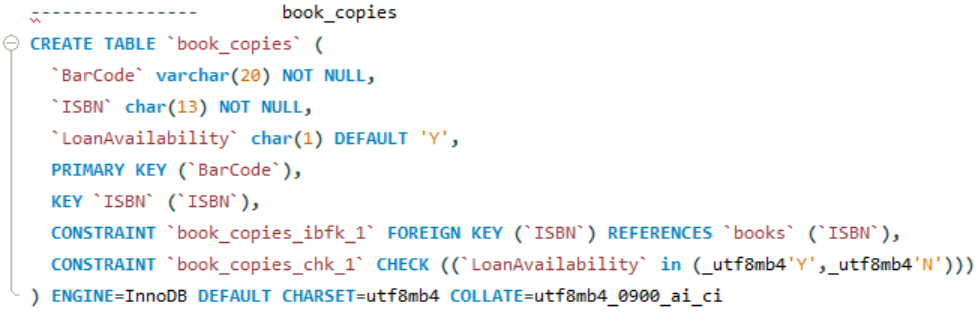 ---------------- book_copies
CREATE TABLE `book_copies` (
`BarCode` varchar(20) NOT NULL,
`ISBN` char(13) NOT NULL,
`LoanAvailability` char(1) DEFAULT 'Y',
PRIMARY KEY (`BarCode`),
KEY `ISBN` (`ISBN`),
CONSTRAINT `book_copies_ibfk_1` FOREIGN KEY (`ISBN`) REFERENCES `books` (`ISBN`),
CONSTRAINT `book_copies_chk_1` CHECK ((`LoanAvailability` in (_utf8mb4'Y',_utf8mb4'N')))
) ENGINE=InnoDB DEFAULT CHARSET=utf8mb4 COLLATE=utf8mb4_0900_ai_ci